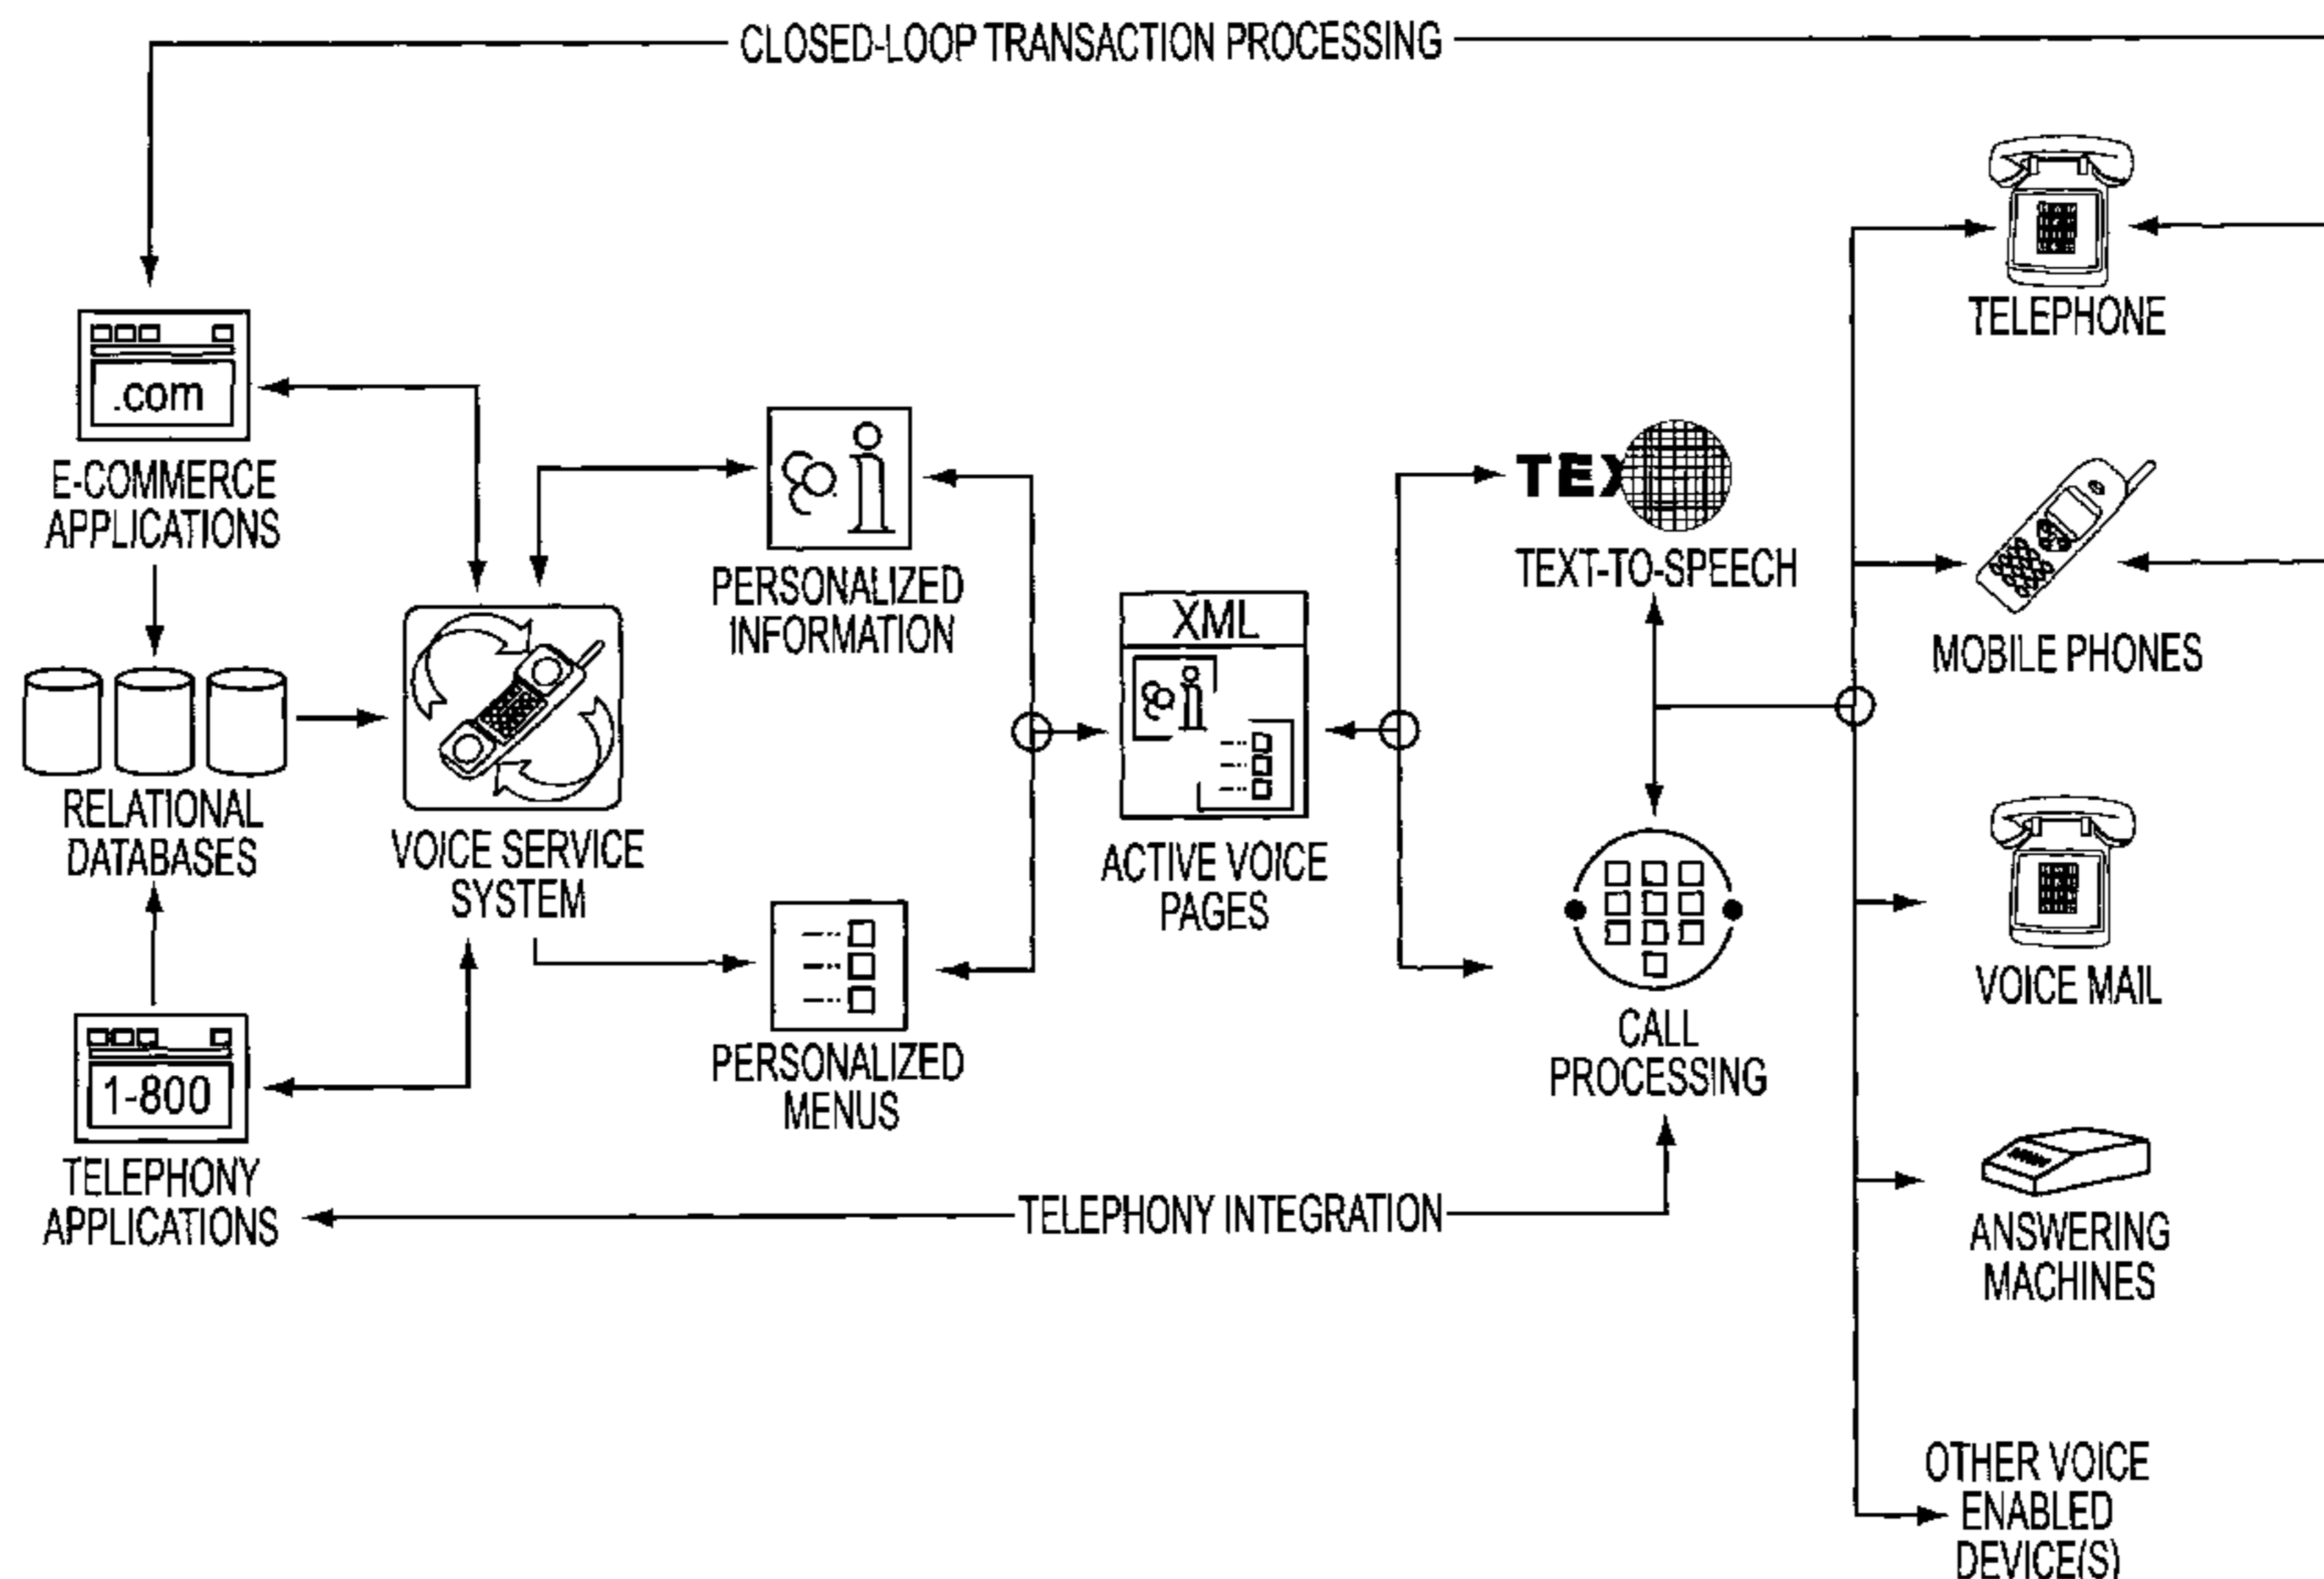 CLOSED-LOOP TRANSACTION PROCESSING
TELEPHONE
.com
E-COMMERCE
APPLICATIONS
TEX
TEXT-TO-SPEECH
PERSONALIZED
INFORMATION
XML
MOBILE PHONES
RELATIONAL
DATABASES
VOICE SERVICE
SYSTEM
ACTIVE VOICE
PAGES
VOICE MAIL
CALL
PROCESSING
PERSONALIZED
MENUS
1-800
TELEPHONY
APPLICATIONS
TELEPHONY INTEGRATION
ANSWERING
MACHINES
OTHER VOICE
ENABLED
DEVICE(S)